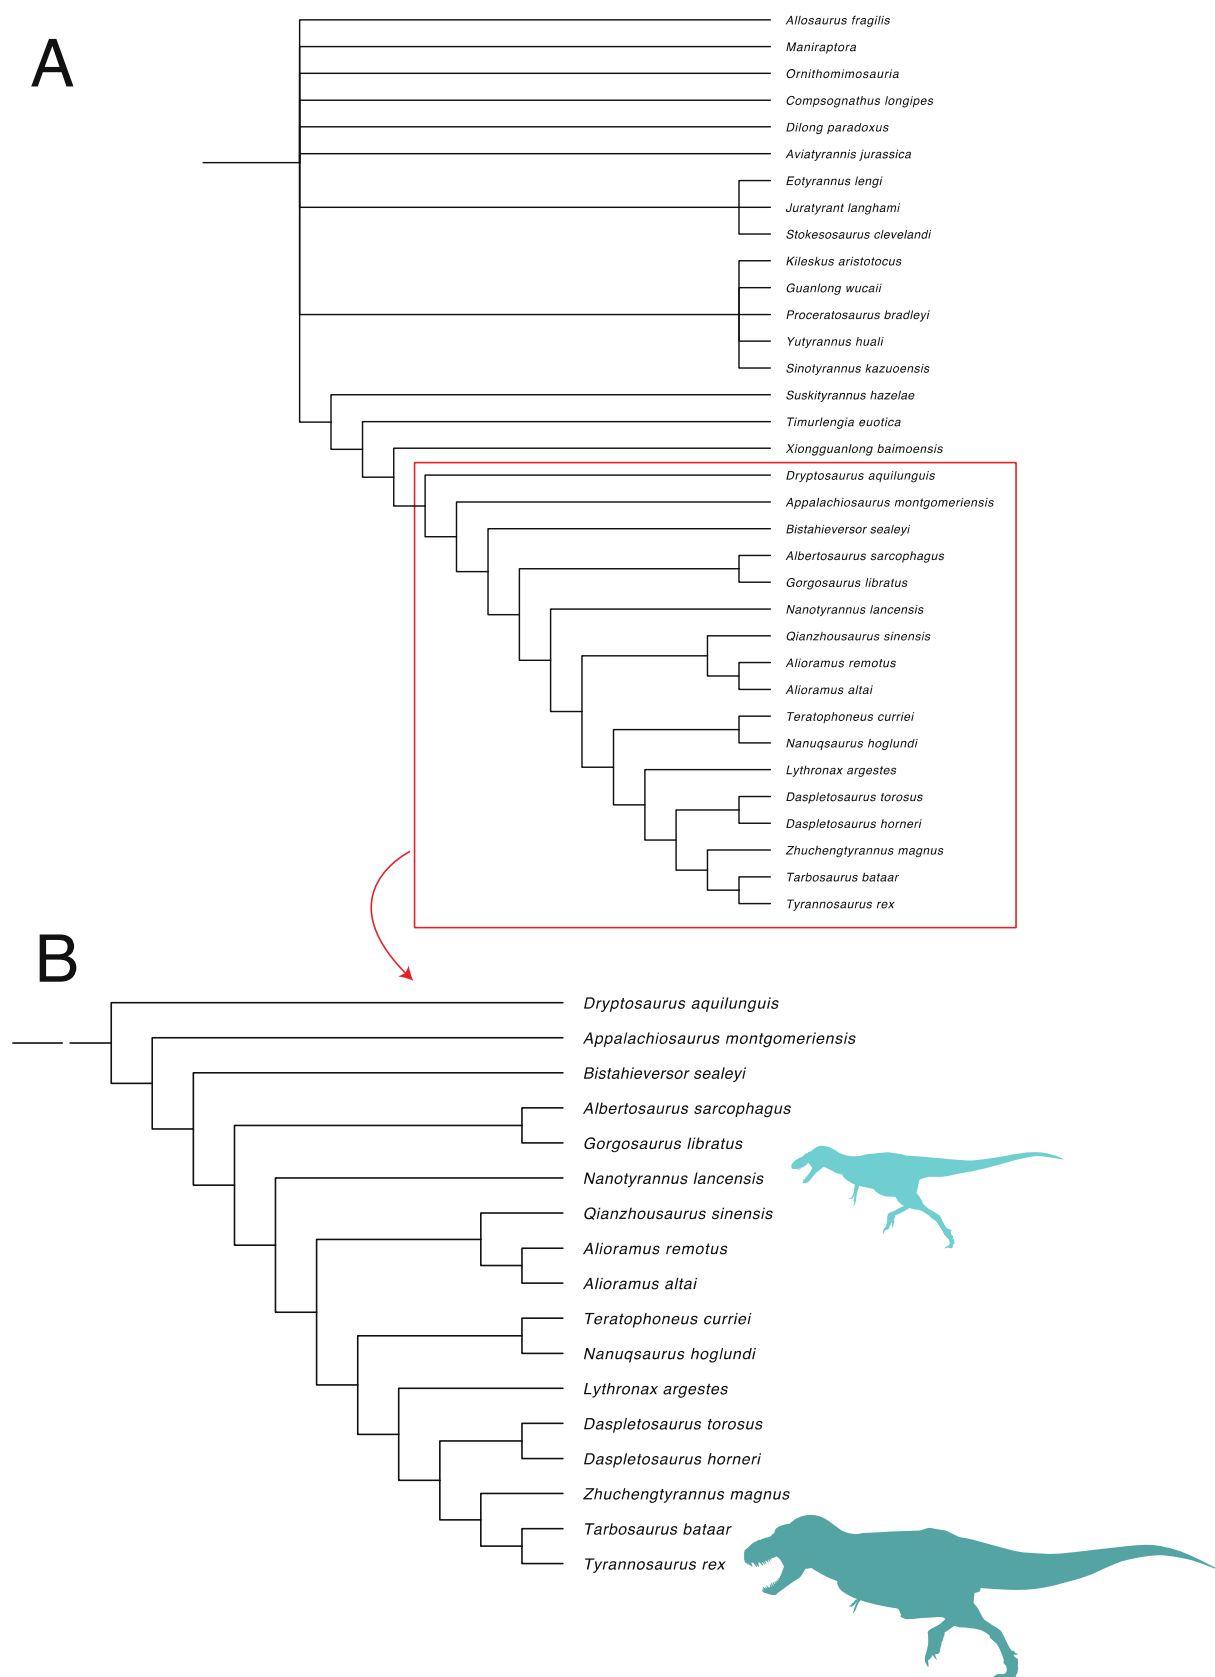 A
Allosaurus fragilis
Maniraptora
Ornithomimosauria
Compsognathus longipes
Dilong paradoxus
Aviatyrannis jurassica
Eotyrannus lengi
Juratyrant langhami
Stokesosaurus clevelandi
Kileskus aristotocus
Guanlong wucaii
Proceratosaurus bradleyi
Yutyrannus huali
Sinotyrannus kazuoensis
Suskityrannus hazelae
Timurlengia euotica
Xiongguanlong baimoensis
Dryptosaurus aquilunguis
Appalachiosaurus montgomeriensis
Bistahieversor sealeyi
Albertosaurus sarcophagus
Gorgosaurus libratus
Nanotyrannus lancensis
Qianzhousaurus sinensis
Alioramus remotus
Alioramus altai
Teratophoneus curriei
Nanuqsaurus hoglundi
Lythronax argestes
Daspletosaurus torosus
Daspletosaurus horneri
Zhuchengtyrannus magnus
Tarbosaurus bataar
Tyrannosaurus rex
B
Dryptosaurus aquilunguis
Appalachiosaurus montgomeriensis
Bistahieversor sealeyi
Albertosaurus sarcophagus
Gorgosaurus libratus
Nanotyrannus lancensis
Qianzhousaurus sinensis
Alioramus remotus
Alioramus altai
Teratophoneus curriei
Nanuqsaurus hoglundi
Lythronax argestes
Daspletosaurus torosus
Daspletosaurus horneri
Zhuchengtyrannus magnus
Tarbosaurus bataar
Tyrannosaurus rex